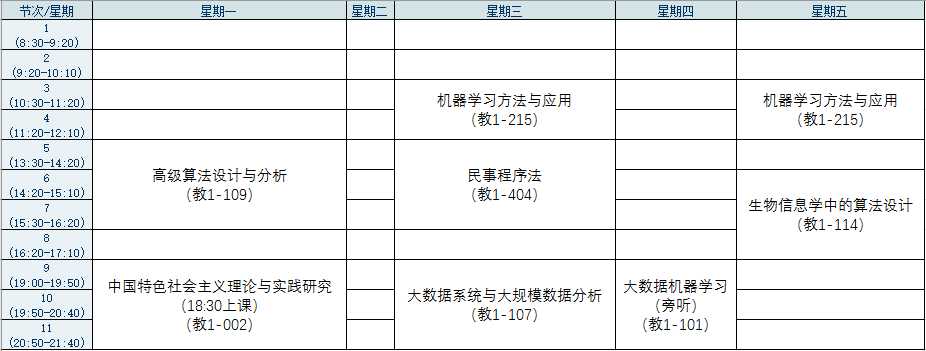 节次/星期 星期一 星期二 星期三 星期四 星期五
1
(8:30-9:20)
2
(9:20-10:10)
3
(10:30-11:20)
4
(11:20-12:10)
机器学习方法与应用
(教1-215)
机器学习方法与应用
(教1-215)
5
(13:30-14:20)
6
(14:20-15:10)
7
(15:30-16:20)
8
(16:20-17:10)
高级算法设计与分析
(教1-109)
民事程序法
(教1-404)
生物信息学中的算法设计
(教1-114)
9
(19:00-19:50)
10
(19:50-20:40)
11
(20:50-21:40)
中国特色社会主义理论与实践研究
(18:30上课)
(教1-002)
大数据系统与大规模数据分析
(教1-107)
大数据机器学习
(旁听)
(教1-101)